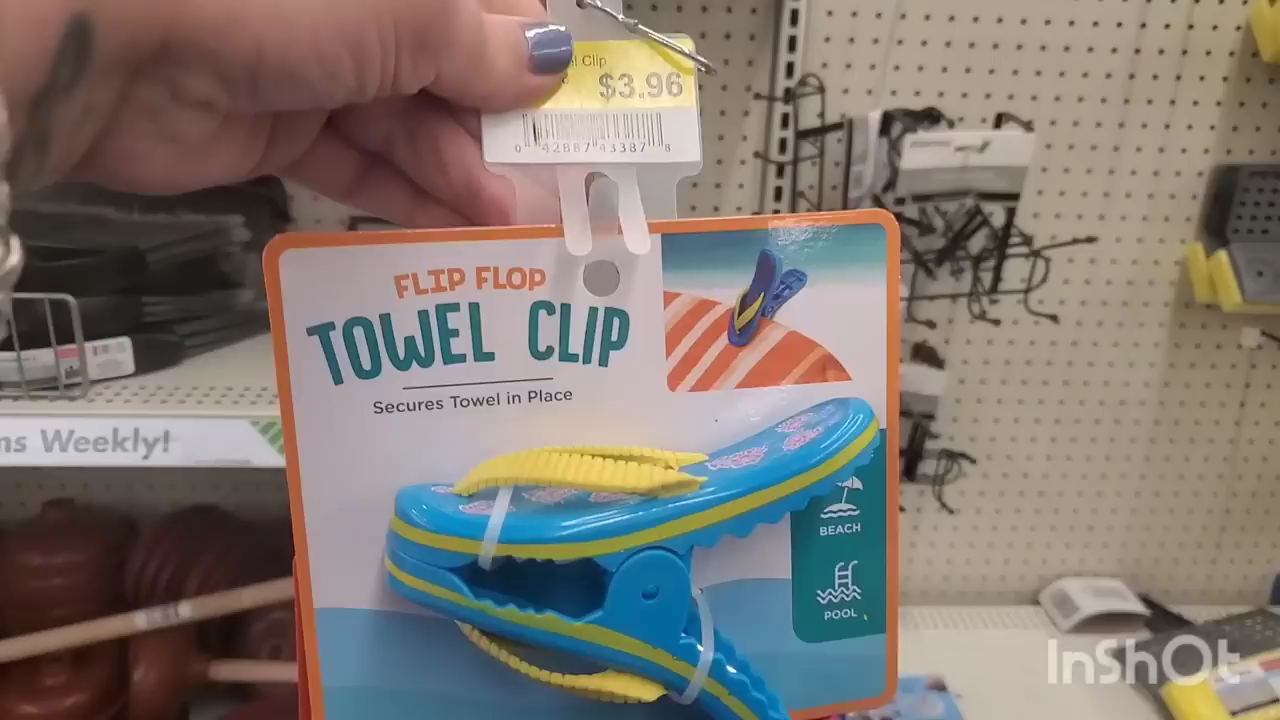 Clip
$3.96
0 42887 43387 8
FLIP FLOP
TOWEL CLIP
Secures Towel in Place
BEACH
POOL
Weekly!
InShOt